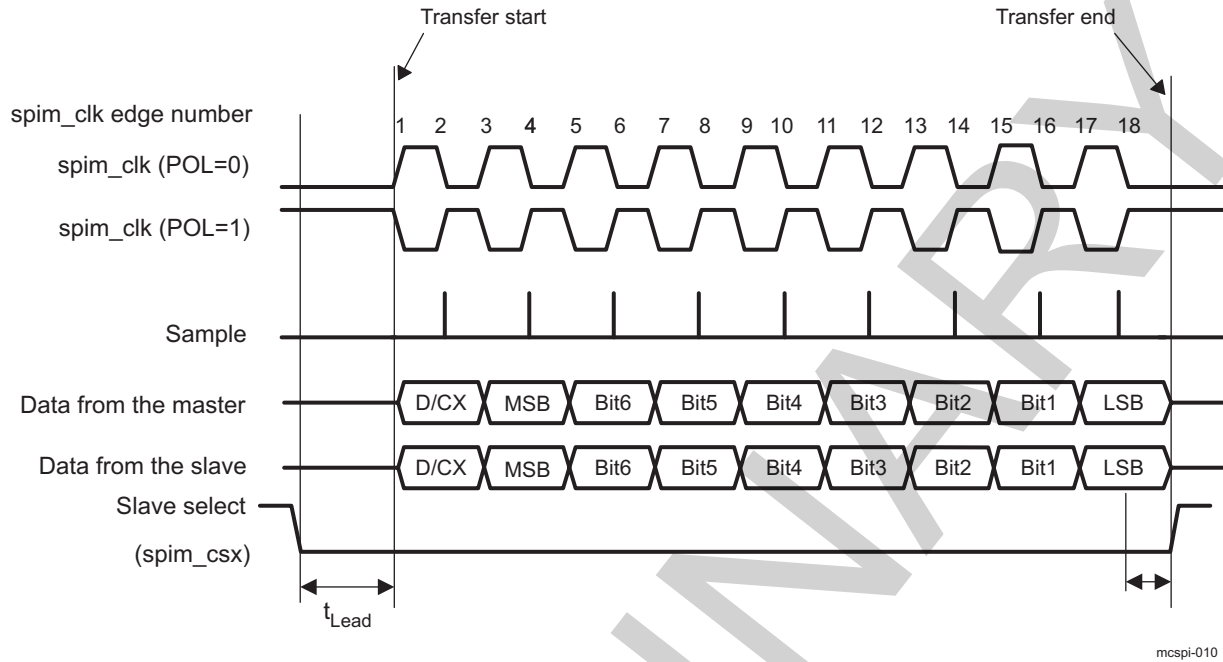 Transfer start
Transfer end
spim_clk edge number
1 2 3 4 5 6 7 8 9 10 11 12 13 14 15 16 17 18
spim_clk (POL=0)
spim_clk (POL=1)
Sample
Data from the master
D/CX MSB Bit6 Bit5 Bit4 Bit3 Bit2 Bit1 LSB
Data from the slave
D/CX MSB Bit6 Bit5 Bit4 Bit3 Bit2 Bit1 LSB
Slave select
(spim_csx)
tLead
mcspi-010